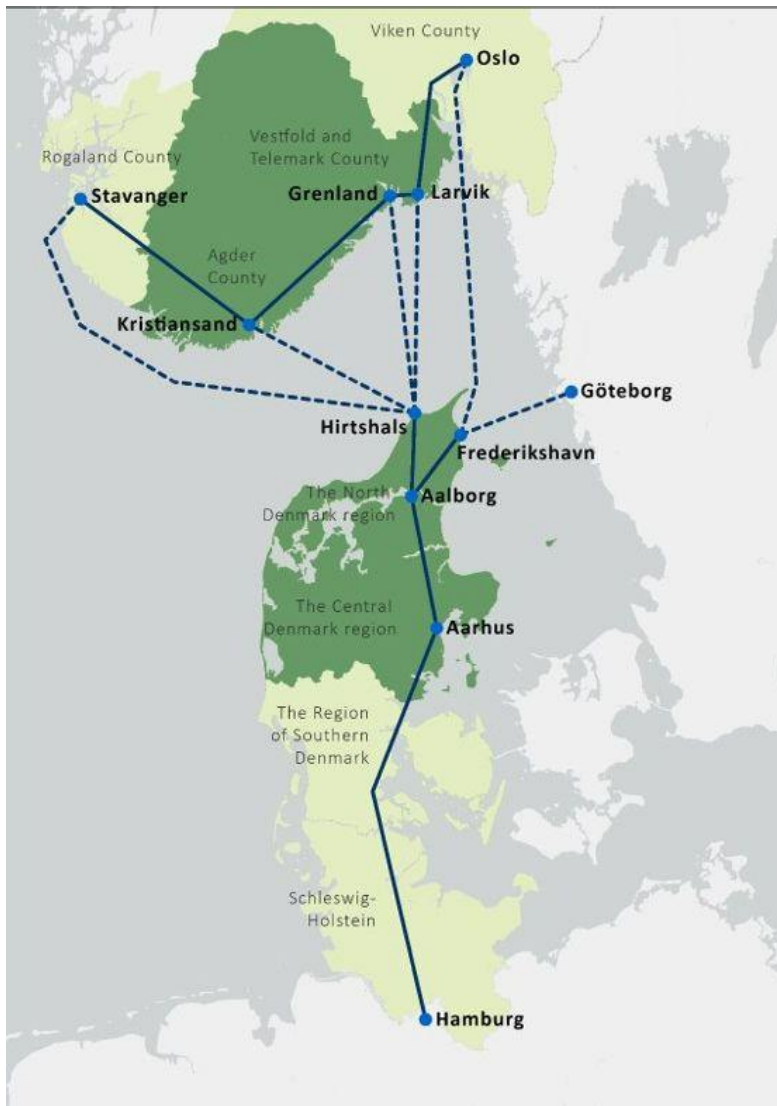 Viken County
Oslo
Vestfold and
Telemark County
Rogaland County
Stavanger
Grenland
Larvik
Agder
County
Kristiansand
Göteborg
Hirtshals
Frederikshavn
The North
Denmark region
Aalborg
The Central
Denmark region
Aarhus
The Region
of Southern
Denmark
Schleswig-
Holstein
Hamburg